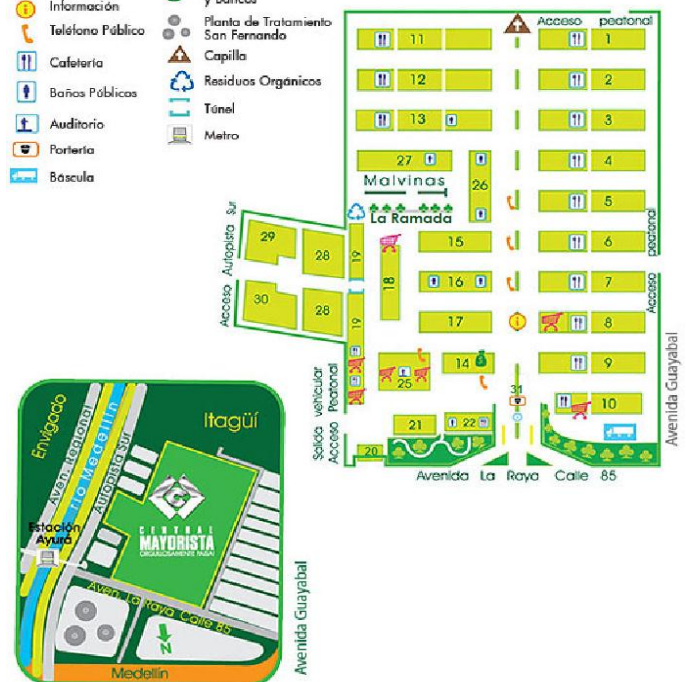 Información
Teléfono Público
Cafetería
Baños Públicos
Auditorio
Portería
Báscula
y Bancos
Planta de Tratamiento
San Fernando
Capilla
Residuos Orgánicos
Túnel
Metro
Acceso peatonal
11
1
12
2
13
3
27
4
Malvinas
26
La Ramada
5
15
6
18
16
7
17
8
14
9
25
31
10
21
22
20
29
28
19
30
28
19
Acceso Autopista Sur
Salida vehicular
Acceso Peatonal
Acceso peatonal
Avenida Guayabal
Avenida La Raya Calle 85
Envigado
Aven. Regional
río Medellín
Autopista Sur
Itagüí
CENTRAL
MAYORISTA
ORGULLOSAMENTE PAISA!
Estación
Ayurá
Aven. La Raya Calle 85
N
Medellín
Avenida Guayabal